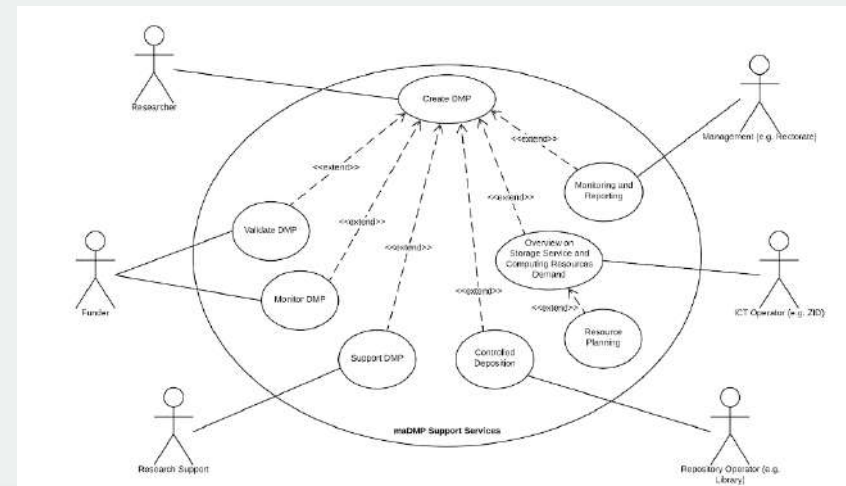 Create DMP
Researcher
Management (e.g. Rectorate)
<<extend>>
<<extend>>
Monitoring and
Reporting
<<extend>>
<<extend>>
Validate DMP
<<extend>>
Overview on
Storage Service and
Computing Resources
Demand
<<extend>>
Monitor DMP
<<extend>>
<<extend>>
Funder
ICT Operator (e.g. ZID)
Resource
Planning
Support DMP
Controlled
Deposition
maDMP Support Services
Research Support
Repository Operator (e.g.
Library)